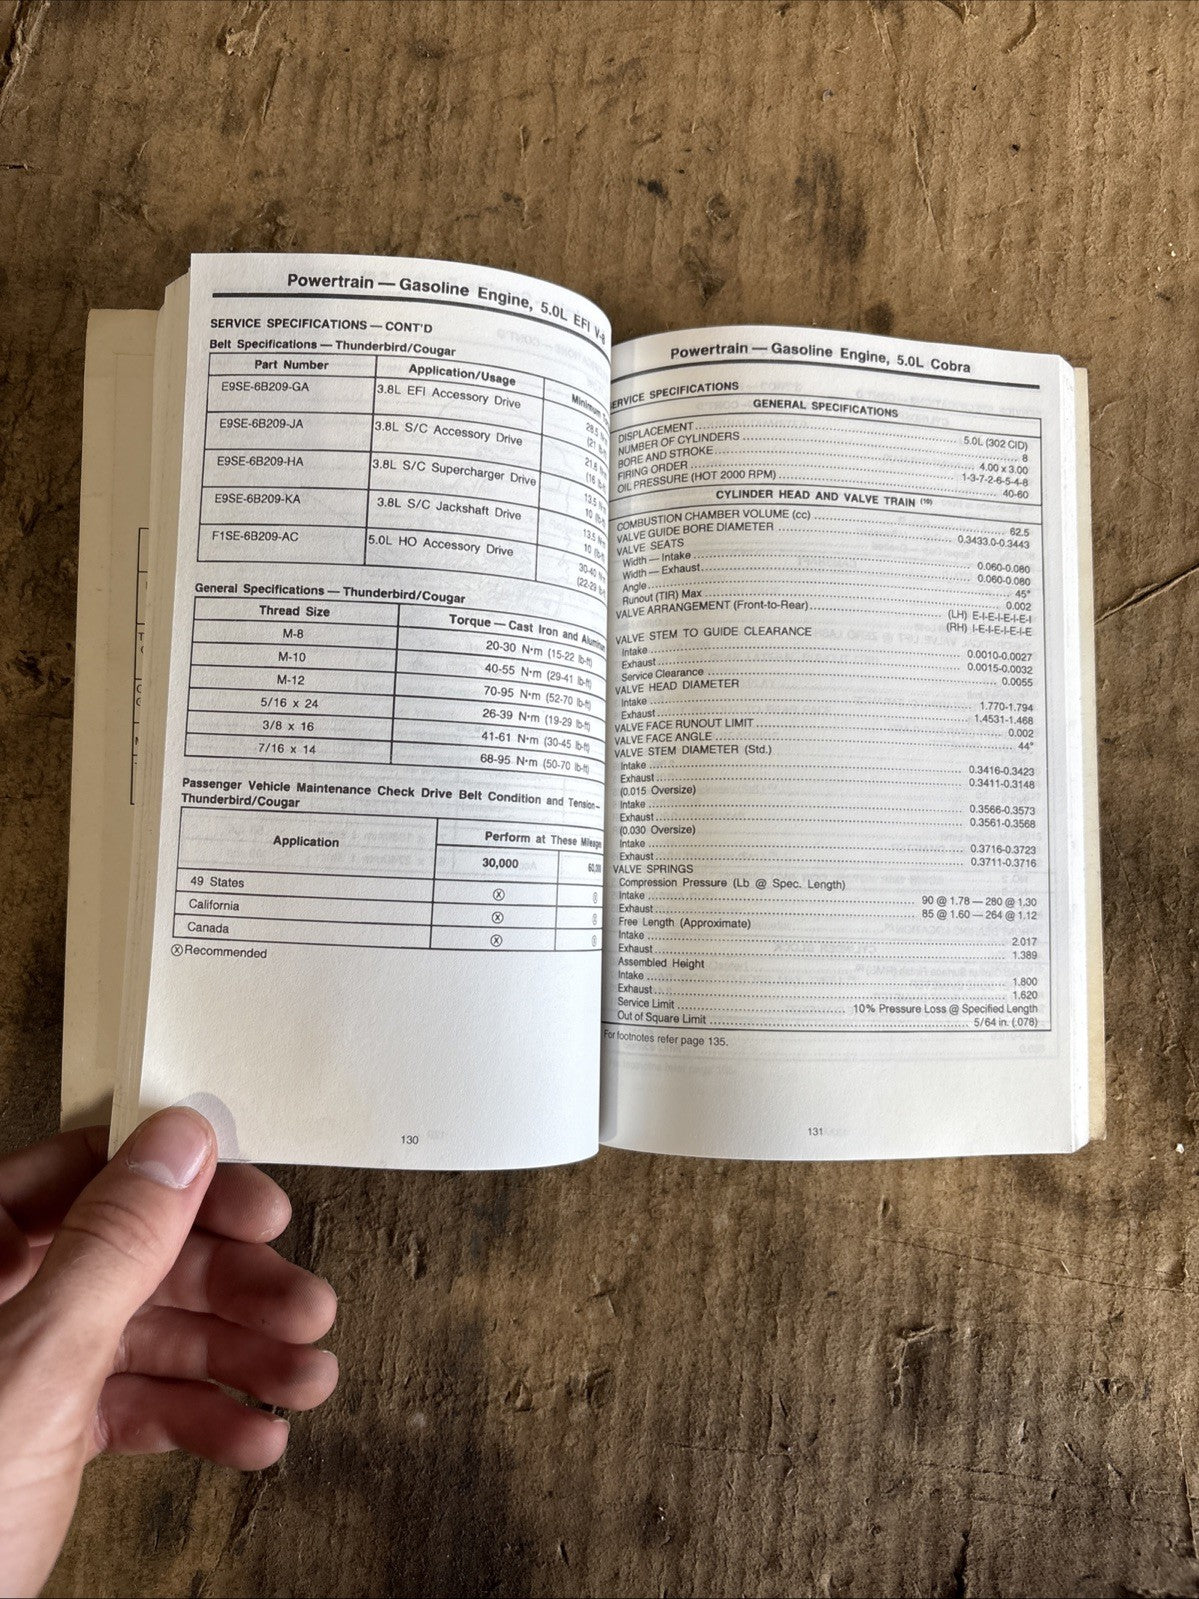 Powertrain — Gasoline Engine, 5.0L EFI V-8
SERVICE SPECIFICATIONS — CONT'D
Belt Specifications — Thunderbird/Cougar
Part Number Application/Usage Minimum
E9SE-6B209-GA 3.8L EFI Accessory Drive
E9SE-6B209-JA 3.8L S/C Accessory Drive
E9SE-6B209-HA 3.8L S/C Supercharger Drive
E9SE-6B209-KA 3.8L S/C Jackshaft Drive
F1SE-6B209-AC 5.0L HO Accessory Drive 30-40
(22-29
General Specifications — Thunderbird/Cougar
Thread Size Torque — Cast Iron and Aluminum
M-8 20-30 N•m (15-22 lb-ft)
M-10 40-55 N•m (29-41 lb-ft)
M-12 70-95 N•m (52-70 lb-ft)
5/16 x 24 26-39 N•m (19-29 lb-ft)
3/8 x 16 41-61 N•m (30-45 lb-ft)
7/16 x 14 68-95 N•m (50-70 lb-ft)
Passenger Vehicle Maintenance Check Drive Belt Condition and Tension—
Thunderbird/Cougar
Application Perform at These Mileage
30,000
49 States ⓧ
California ⓧ
Canada ⓧ
ⓧ Recommended
130
Powertrain — Gasoline Engine, 5.0L Cobra
SERVICE SPECIFICATIONS
GENERAL SPECIFICATIONS
DISPLACEMENT 5.0L (302 CID)
NUMBER OF CYLINDERS 8
BORE AND STROKE 4.00 x 3.00
FIRING ORDER 1-3-7-2-6-5-4-8
OIL PRESSURE (HOT 2000 RPM) 40-60
CYLINDER HEAD AND VALVE TRAIN (10)
COMBUSTION CHAMBER VOLUME (cc) 62.5
VALVE GUIDE BORE DIAMETER 0.3433.0-0.3443
VALVE SEATS
Width — Intake 0.060-0.080
Width — Exhaust 0.060-0.080
Angle 45°
Runout (TIR) Max 0.002
VALVE ARRANGEMENT (Front-to-Rear) (LH) E-I-E-I-E-I-E-I
(RH) I-E-I-E-I-E-I-E
VALVE STEM TO GUIDE CLEARANCE
Intake 0.0010-0.0027
Exhaust 0.0015-0.0032
Service Clearance 0.0055
VALVE HEAD DIAMETER
Intake 1.770-1.794
Exhaust 1.4531-1.468
VALVE FACE RUNOUT LIMIT 0.002
VALVE FACE ANGLE 44°
VALVE STEM DIAMETER (Std.)
Intake 0.3416-0.3423
Exhaust 0.3411-0.3148
(0.015 Oversize)
Intake 0.3566-0.3573
Exhaust 0.3561-0.3568
(0.030 Oversize)
Intake 0.3716-0.3723
Exhaust 0.3711-0.3716
VALVE SPRINGS
Compression Pressure (Lb @ Spec. Length)
Intake 90 @ 1.78 — 280 @ 1.30
Exhaust 85 @ 1.60 — 264 @ 1.12
Free Length (Approximate)
Intake 2.017
Exhaust 1.389
Assembled Height
Intake 1.800
Exhaust 1.620
Service Limit 10% Pressure Loss @ Specified Length
Out of Square Limit 5/64 in. (.078)
For footnotes refer page 135.
131